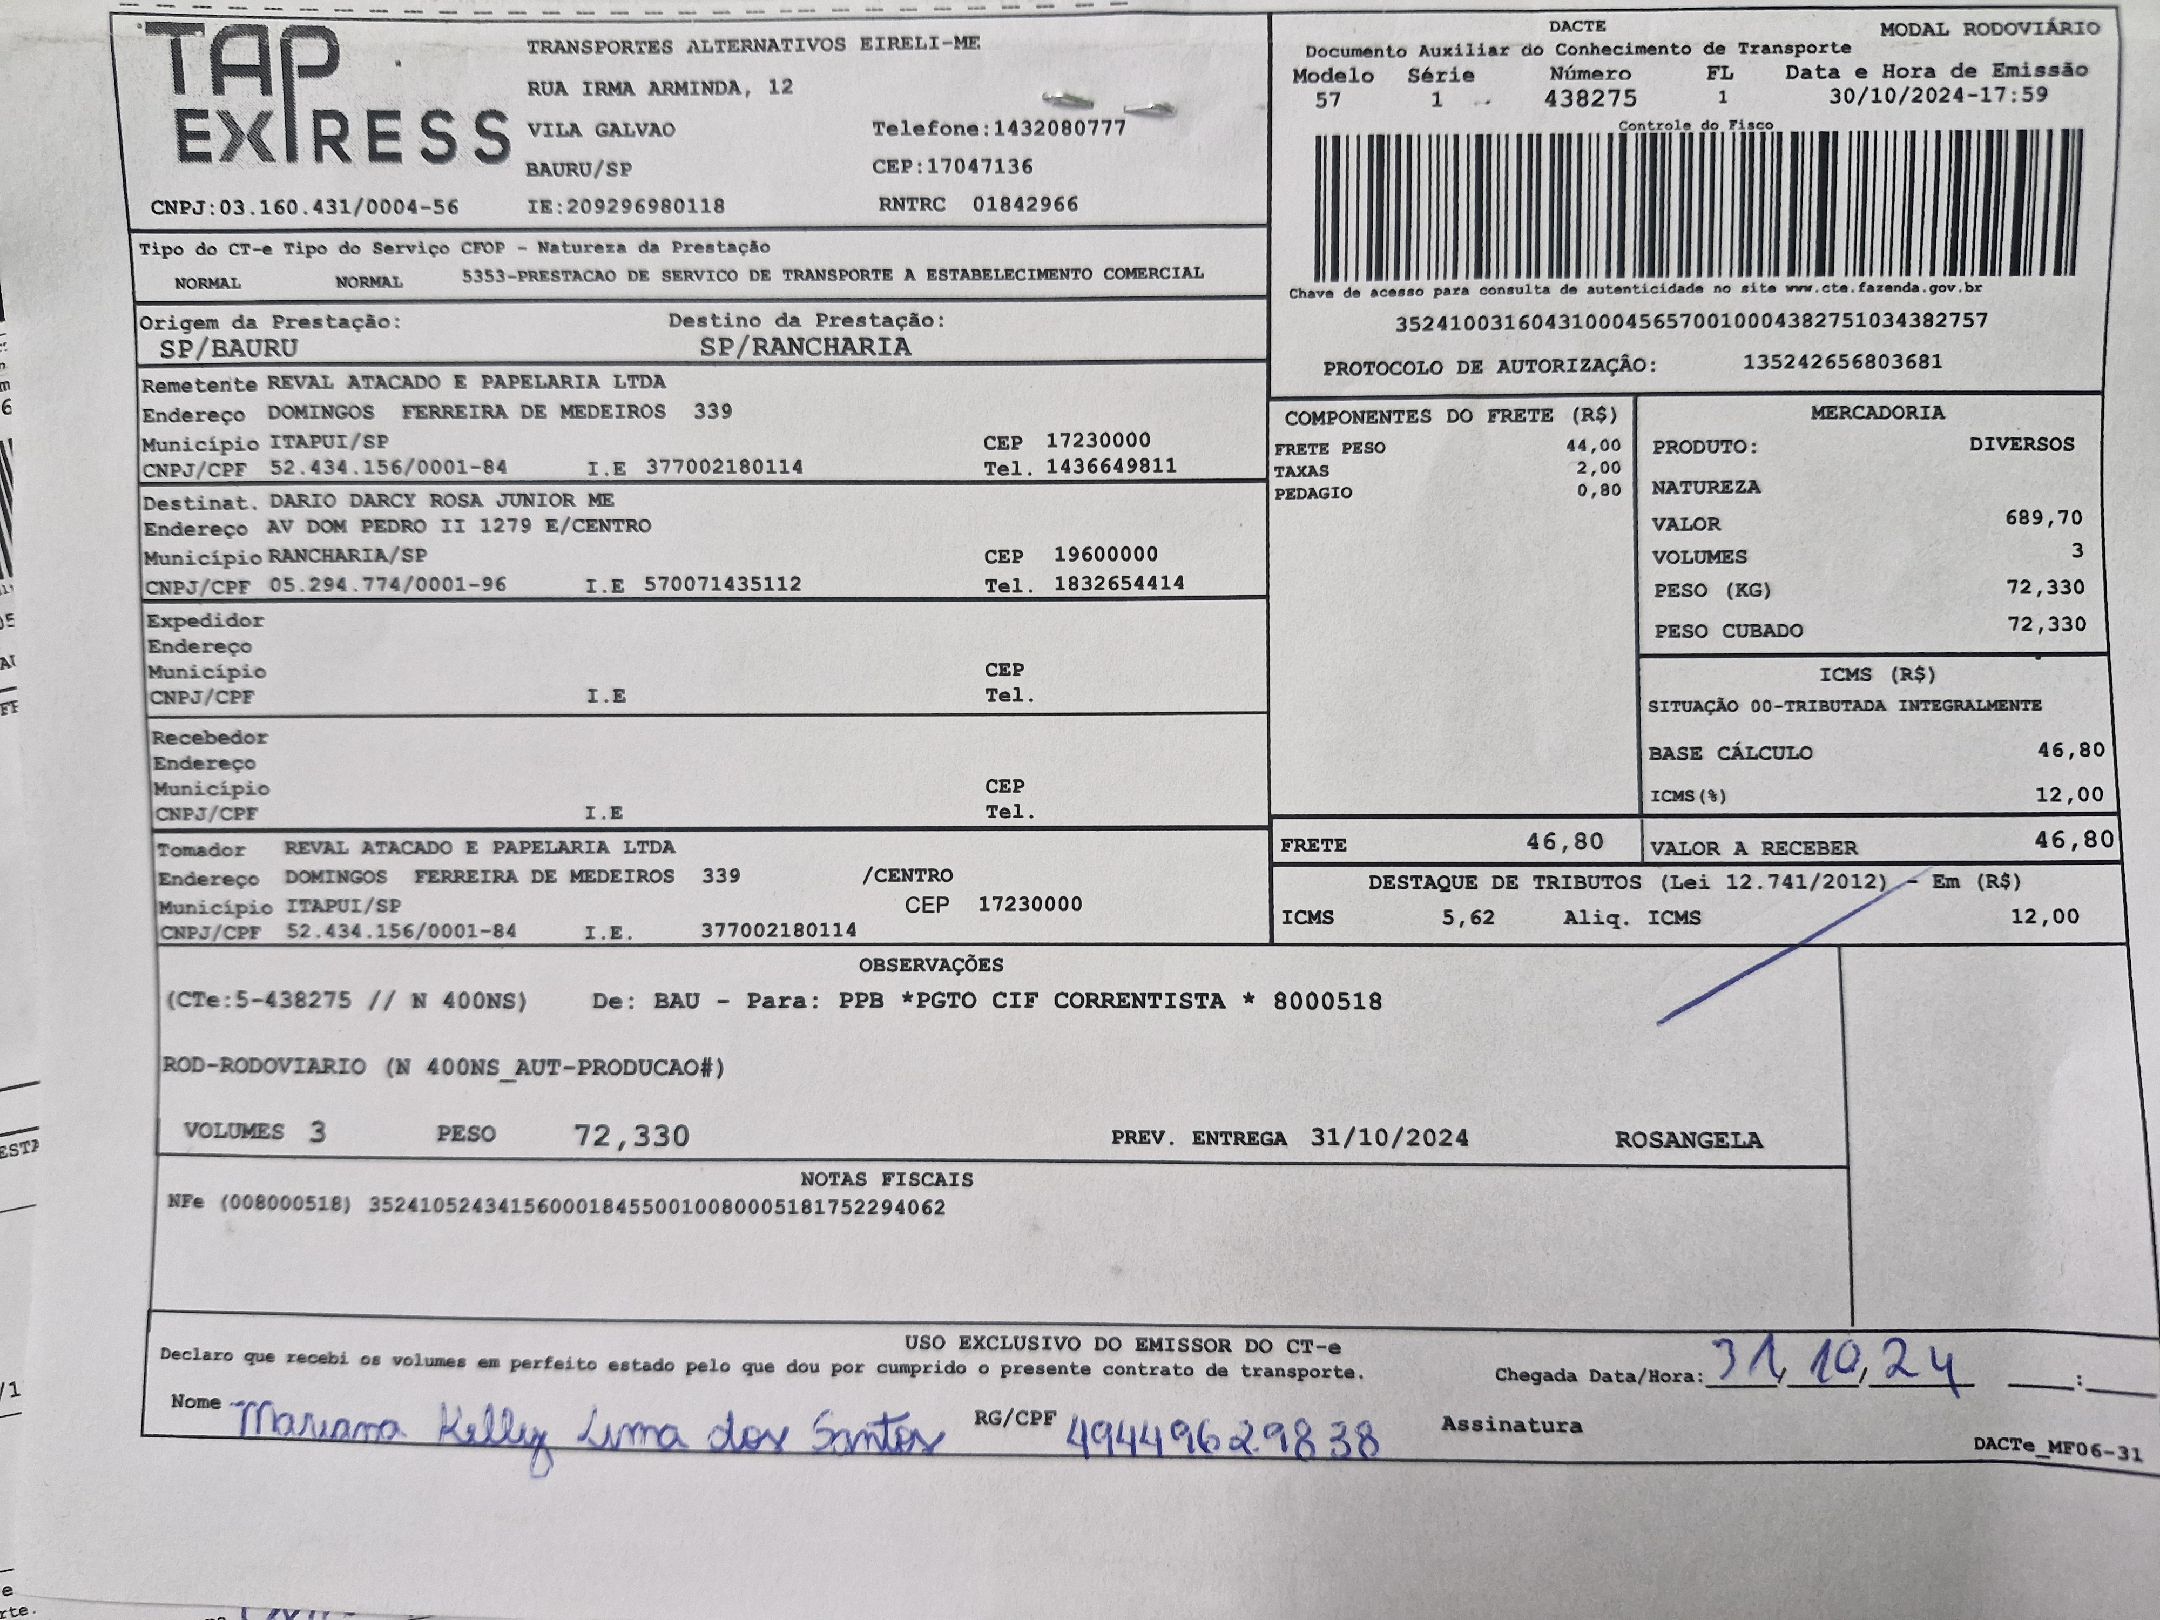 TAP EXPRESS
TRANSPORTES ALTERNATIVOS EIRELI-ME
RUA IRMA ARMINDA, 12
VILA GALVAO Telefone:1432080777
BAURU/SP CEP:17047136
CNPJ:03.160.431/0004-56 IE:209296980118 RNTRC 01842966
DACTE MODAL RODOVIÁRIO
Documento Auxiliar do Conhecimento de Transporte
Modelo Série Número FL Data e Hora de Emissão
57 1 438275 1 30/10/2024-17:59
Controle do Fisco
Chave de acesso para consulta de autenticidade no site www.cte.fazenda.gov.br
35241003160431000456570010004382751034382757
PROTOCOLO DE AUTORIZAÇÂO: 135242656803681
Tipo do CT-e Tipo do Serviço CFOP - Natureza da Prestação
NORMAL NORMAL 5353-PRESTACAO DE SERVICO DE TRANSPORTE A ESTABELECIMENTO COMERCIAL
Origem da Prestação: Destino da Prestação:
SP/BAURU SP/RANCHARIA
Remetente REVAL ATACADO E PAPELARIA LTDA
Endereço DOMINGOS FERREIRA DE MEDEIROS 339
Município ITAPUI/SP CEP 17230000
CNPJ/CPF 52.434.156/0001-84 I.E 377002180114 Tel. 1436649811
Destinat. DARIO DARCY ROSA JUNIOR ME
Endereço AV DOM PEDRO II 1279 E/CENTRO
Município RANCHARIA/SP CEP 19600000
CNPJ/CPF 05.294.774/0001-96 I.E 570071435112 Tel. 1832654414
Expedidor
Endereço
Município CEP
CNPJ/CPF I.E Tel.
Recebedor
Endereço
Município CEP
CNPJ/CPF I.E Tel.
Tomador REVAL ATACADO E PAPELARIA LTDA
Endereço DOMINGOS FERREIRA DE MEDEIROS 339 /CENTRO
Município ITAPUI/SP CEP 17230000
CNPJ/CPF 52.434.156/0001-84 I.E. 377002180114
COMPONENTES DO FRETE (R$)
FRETE PESO 44,00
TAXAS 2,00
PEDAGIO 0,80
MERCADORIA
PRODUTO: DIVERSOS
NATUREZA
VALOR 689,70
VOLUMES 3
PESO (KG) 72,330
PESO CUBADO 72,330
ICMS (R$)
SITUAÇÃO 00-TRIBUTADA INTEGRALMENTE
BASE CÁLCULO 46,80
ICMS(%) 12,00
FRETE 46,80 VALOR A RECEBER 46,80
DESTAQUE DE TRIBUTOS (Lei 12.741/2012) - Em (R$)
ICMS 5,62 Aliq. ICMS 12,00
OBSERVAÇÕES
(CTe:5-438275 // N 400NS) De: BAU - Para: PPB *PGTO CIF CORRENTISTA * 8000518
ROD-RODOVIARIO (N 400NS_AUT-PRODUCAO#)
VOLUMES 3 PESO 72,330 PREV. ENTREGA 31/10/2024 ROSANGELA
NOTAS FISCAIS
NFe (008000518) 35241052434156000184550010080005181752294062
USO EXCLUSIVO DO EMISSOR DO CT-e
Declaro que recebi os volumes em perfeito estado pelo que dou por cumprido o presente contrato de transporte.
Chegada Data/Hora: 31, 10, 24 :
Nome Mariana Kelly Lima dos Santos RG/CPF 49449629838 Assinatura
DACTe_MF06-31